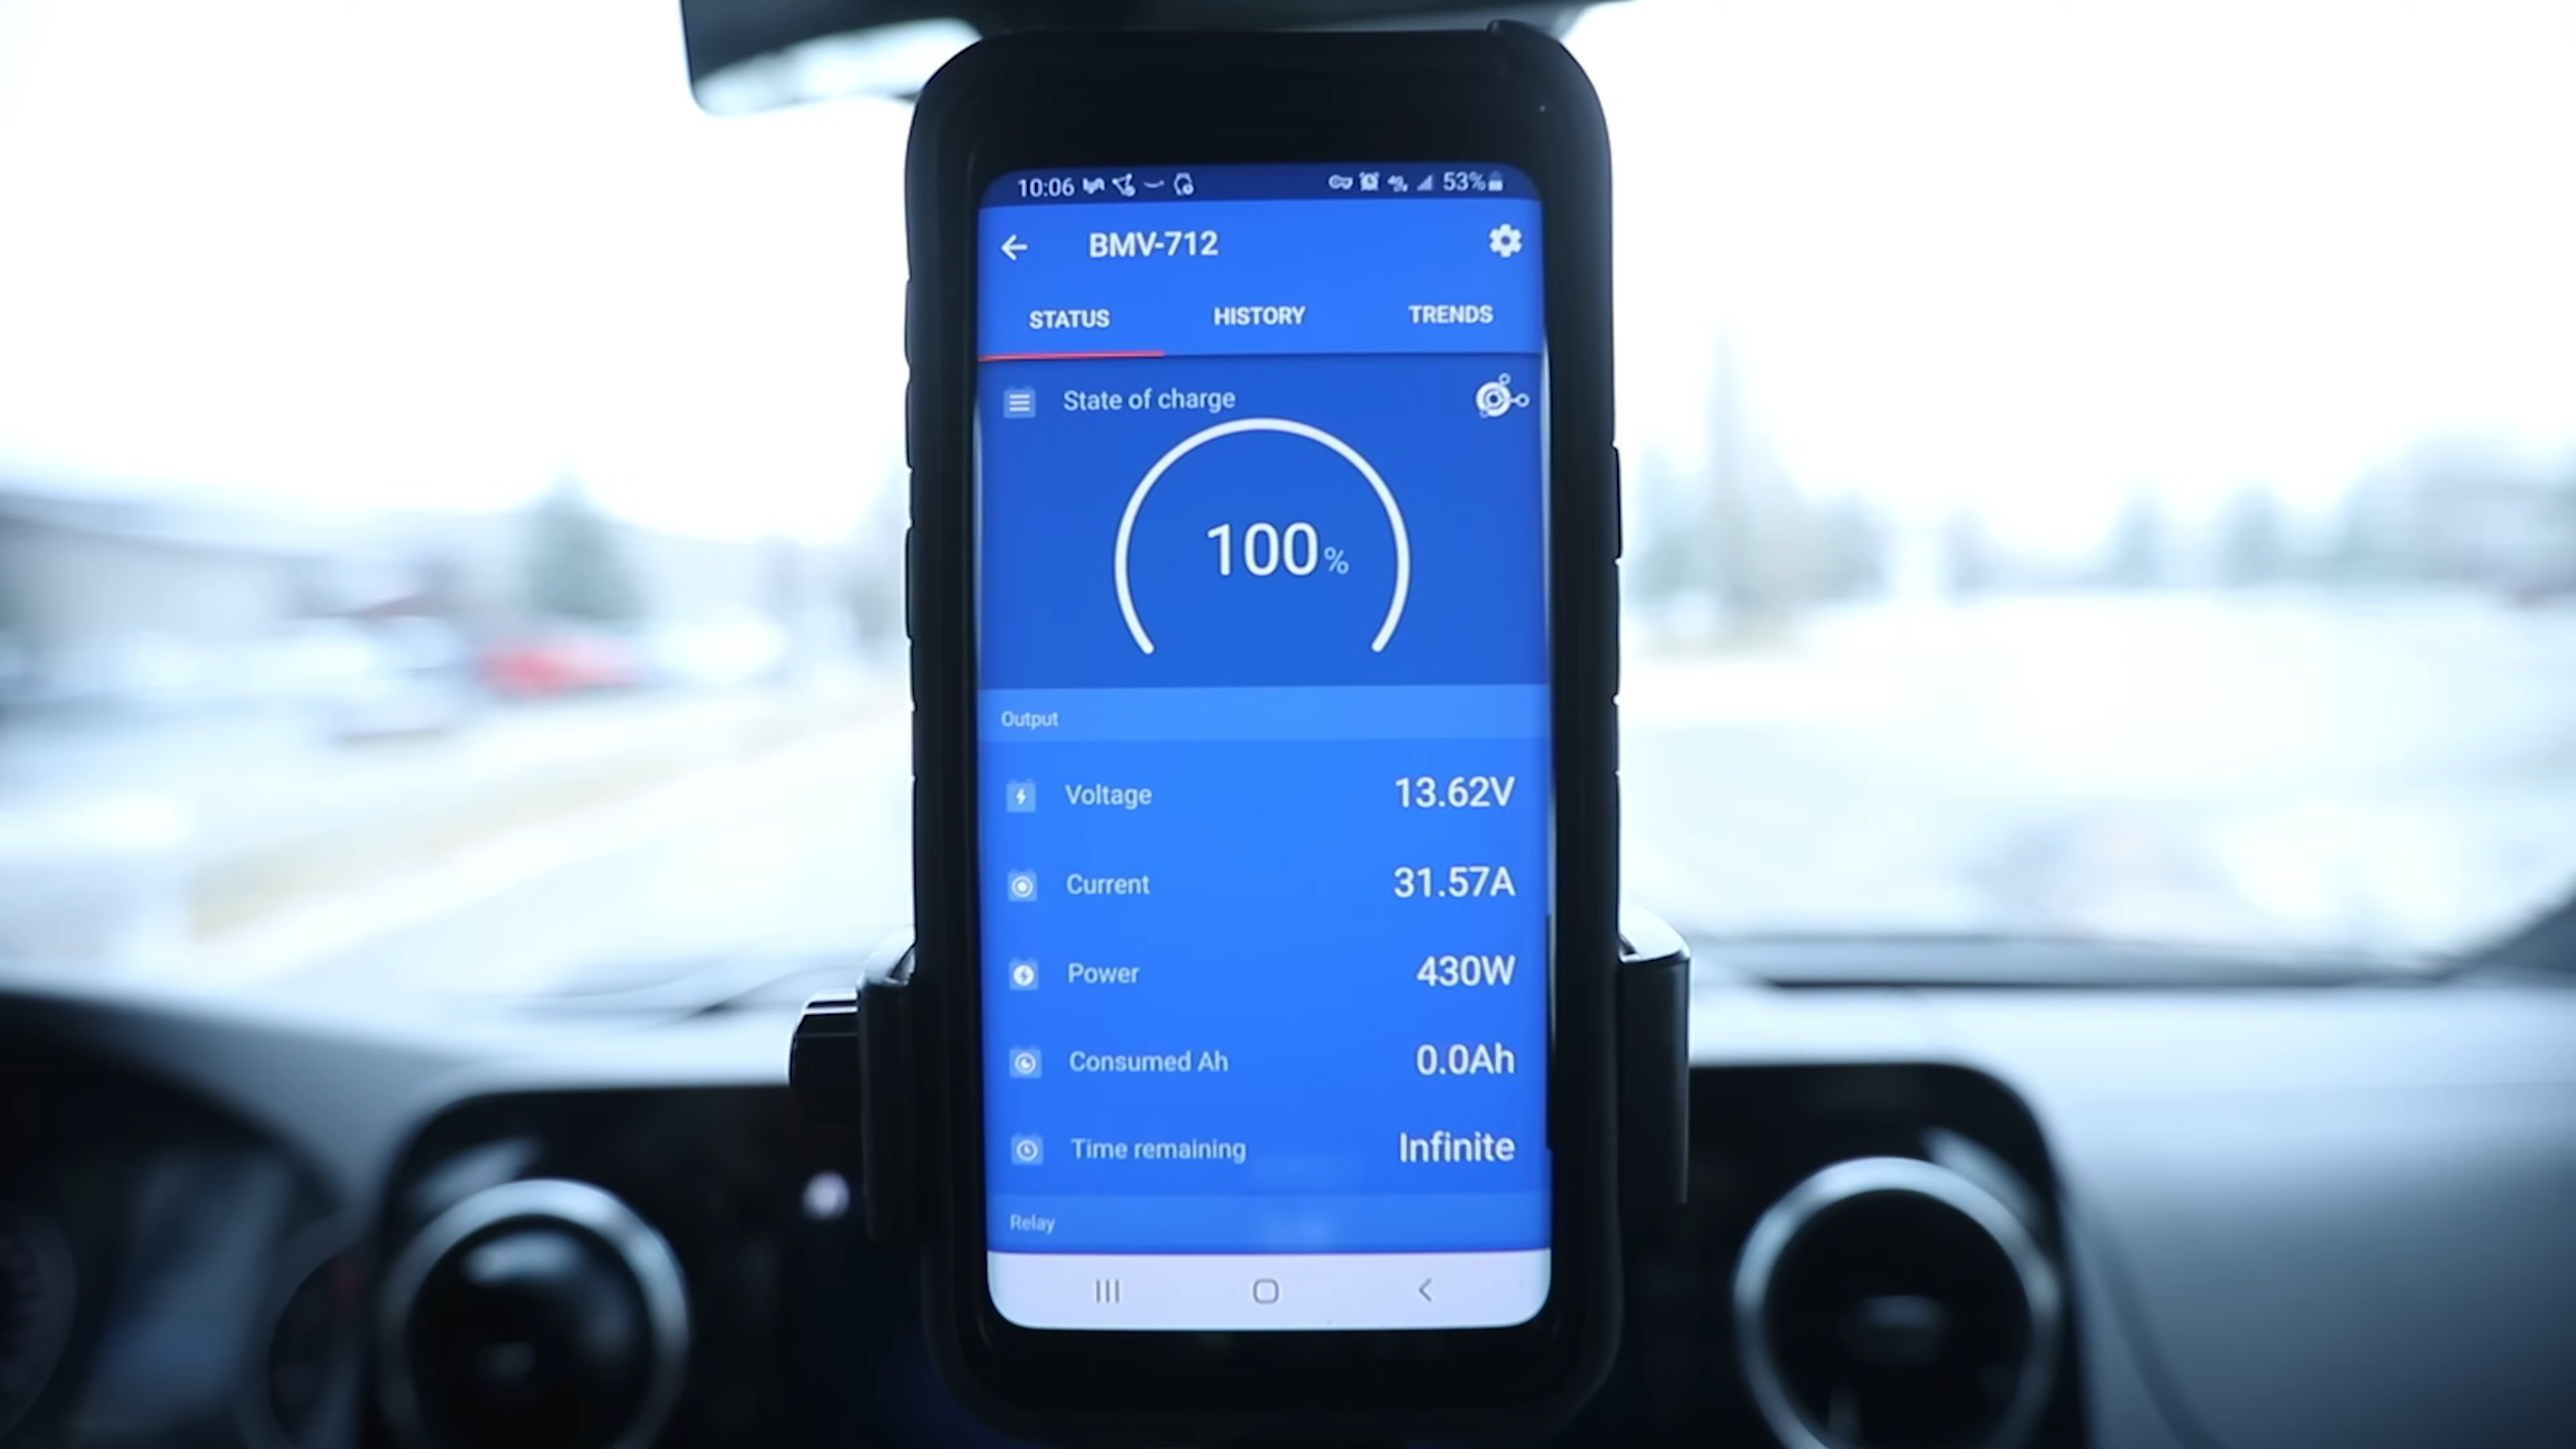 10:06 53%
BMV-712
STATUS HISTORY TRENDS
State of charge
100%
Output
Voltage 13.62V
Current 31.57A
Power 430W
Consumed Ah 0.0Ah
Time remaining Infinite
Relay